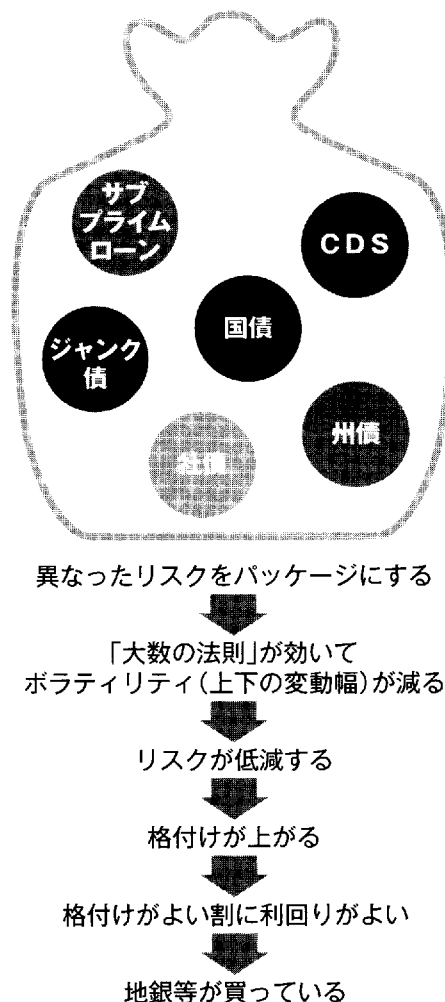 サブ
プライム
ローン
CDS
国債
ジャンク
債
州債
社債
異なったリスクをパッケージにする
「大数の法則」が効いて
ボラティリティ(上下の変動幅)が減る
リスクが低減する
格付けが上がる
格付けがよい割に利回りがよい
地銀等が買っている